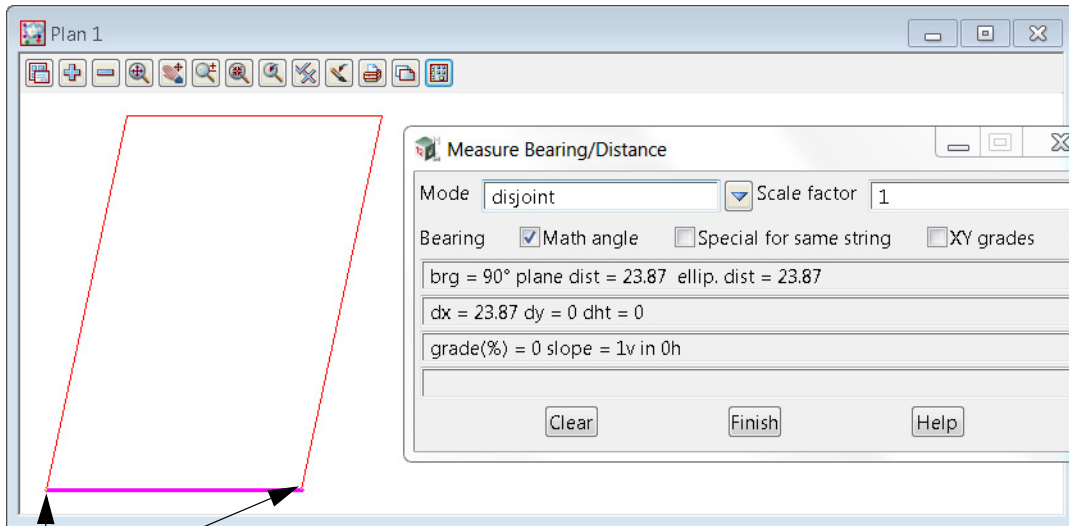 Plan 1
Measure Bearing/Distance
Mode disjoint Scale factor 1
Bearing Math angle Special for same string XY grades
brg = 90° plane dist = 23.87 ellip. dist = 23.87
dx = 23.87 dy = 0 dht = 0
grade(%) = 0 slope = 1v in 0h
Clear Finish Help